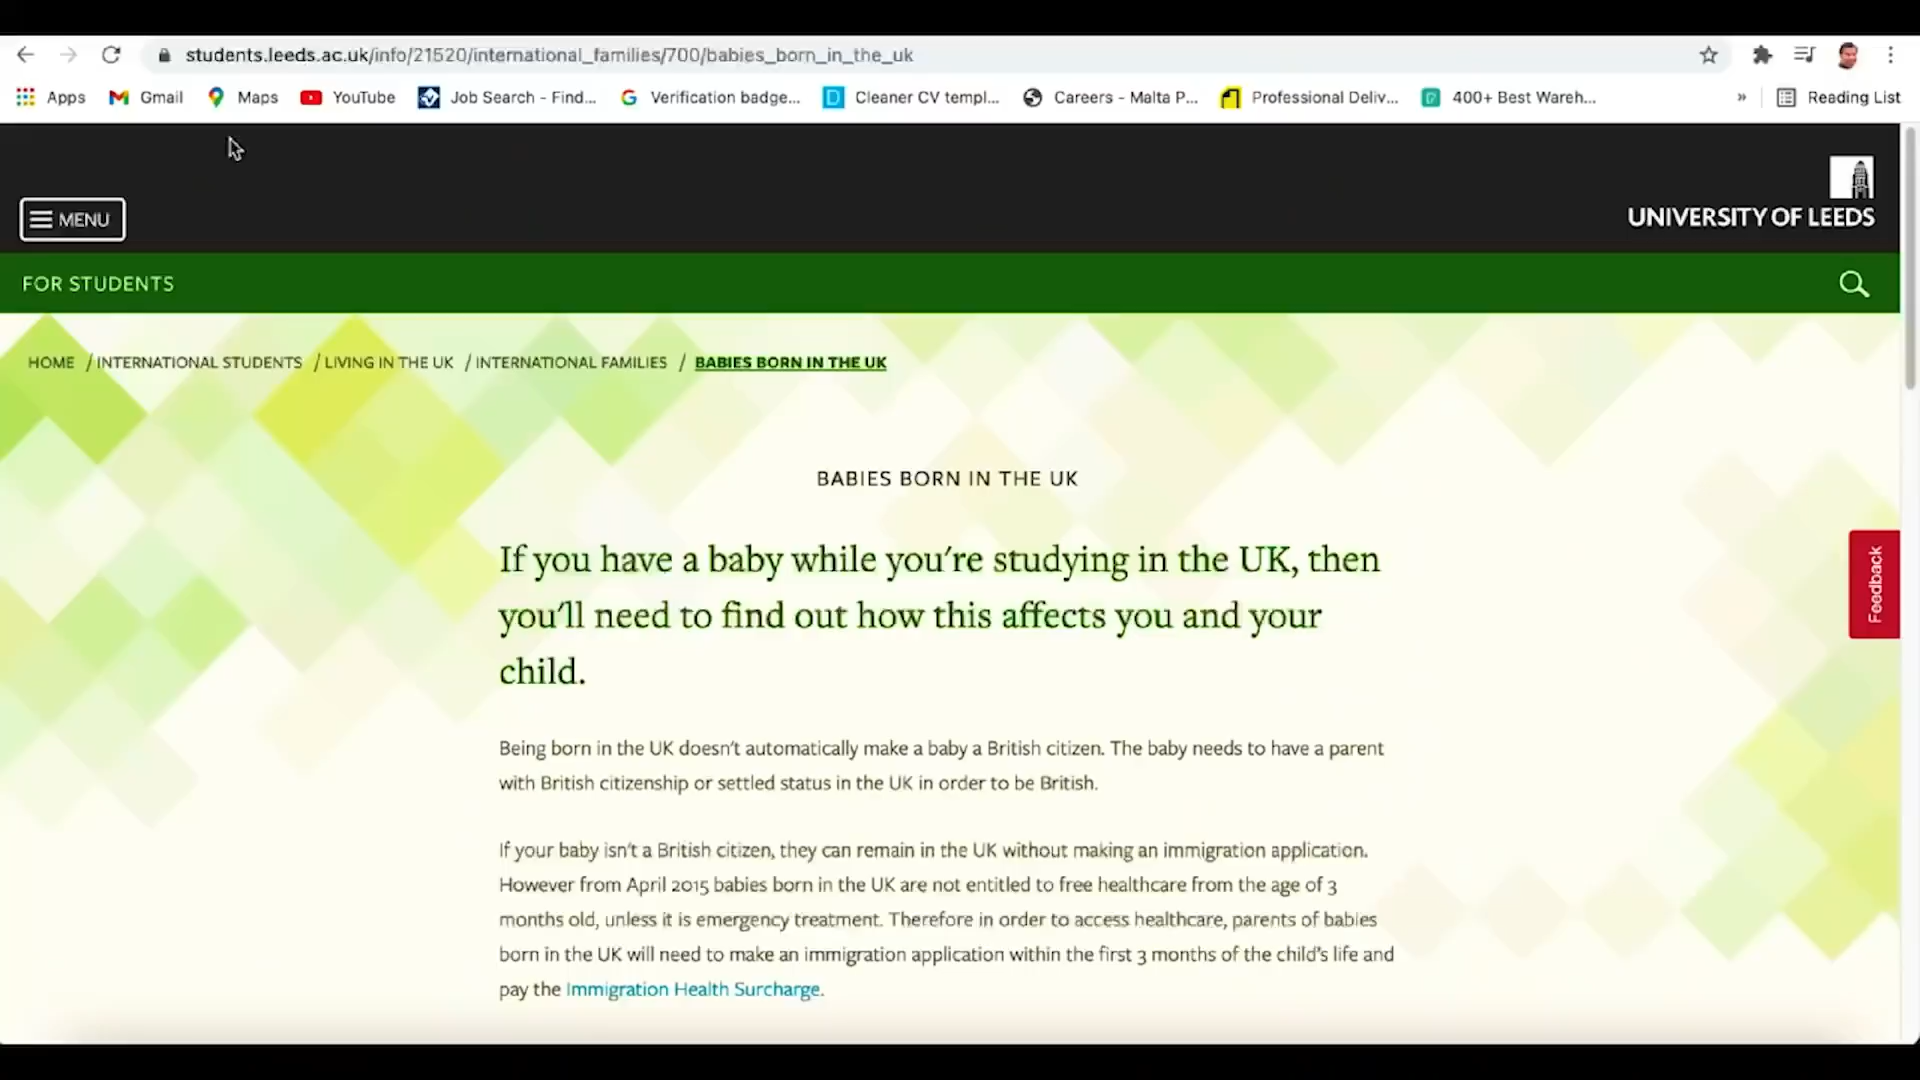 students.leeds.ac.uk/info/21520/international_families/700/babies_born_in_the_uk
Apps Gmail Maps YouTube Job Search - Find... Verification badge... Cleaner CV templ... Careers - Malta P... Professional Deliv... 400+ Best Wareh... » Reading List
MENU
UNIVERSITY OF LEEDS
FOR STUDENTS
HOME / INTERNATIONAL STUDENTS / LIVING IN THE UK / INTERNATIONAL FAMILIES / BABIES BORN IN THE UK
BABIES BORN IN THE UK
If you have a baby while you're studying in the UK, then
you'll need to find out how this affects you and your
child.
Feedback
Being born in the UK doesn't automatically make a baby a British citizen. The baby needs to have a parent
with British citizenship or settled status in the UK in order to be British.
If your baby isn't a British citizen, they can remain in the UK without making an immigration application.
However from April 2015 babies born in the UK are not entitled to free healthcare from the age of 3
months old, unless it is emergency treatment. Therefore in order to access healthcare, parents of babies
born in the UK will need to make an immigration application within the first 3 months of the child's life and
pay the Immigration Health Surcharge.